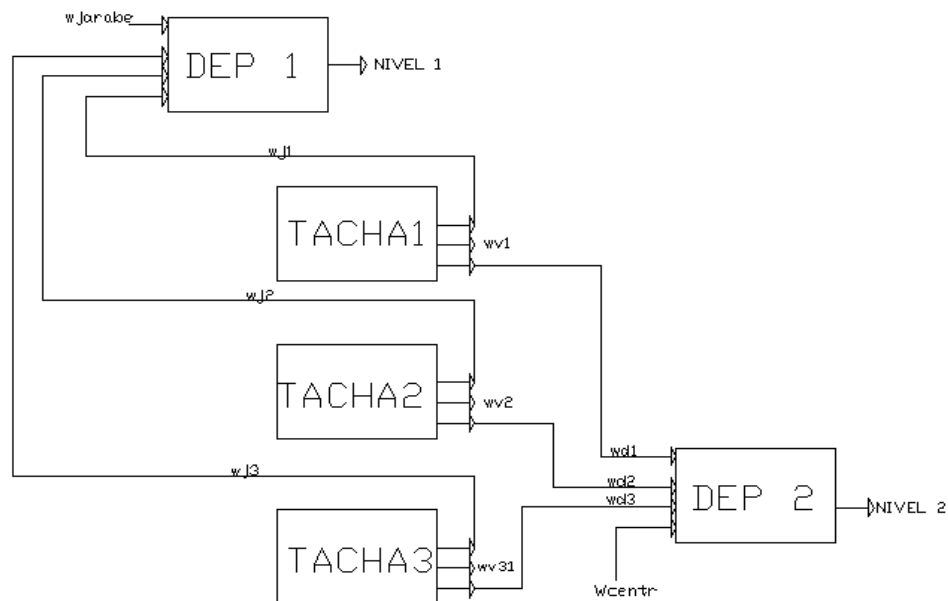 wjarabe
DEP 1
NIVEL 1
wj1
TACHA1
wv1
wj2
TACHA2
wv2
wd1
wd2
wd3
DEP 2
NIVEL 2
wj3
TACHA3
wv31
Wcentr